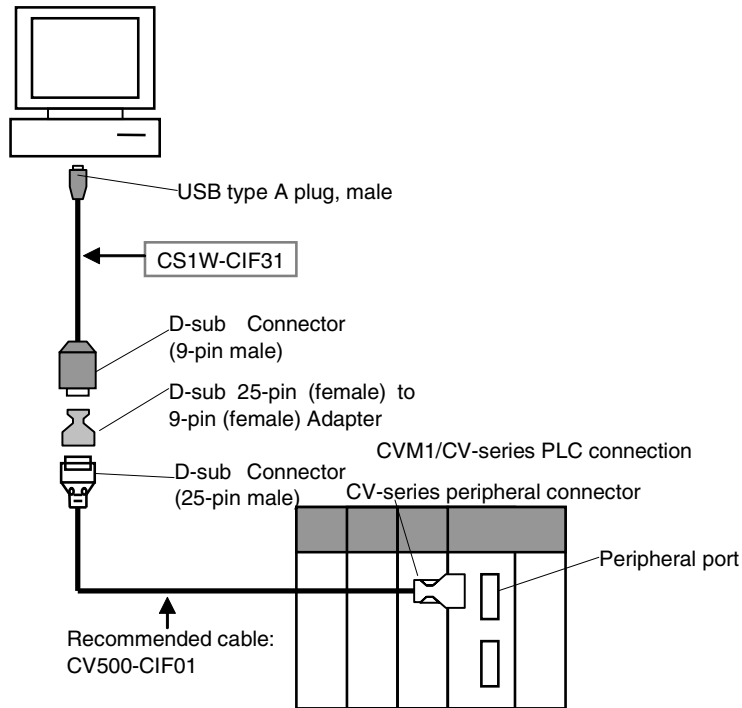 USB type A plug, male
CS1W-CIF31
D-sub Connector
(9-pin male)
D-sub 25-pin (female) to
9-pin (female) Adapter
CVM1/CV-series PLC connection
D-sub Connector
(25-pin male)
CV-series peripheral connector
Peripheral port
Recommended cable:
CV500-CIF01